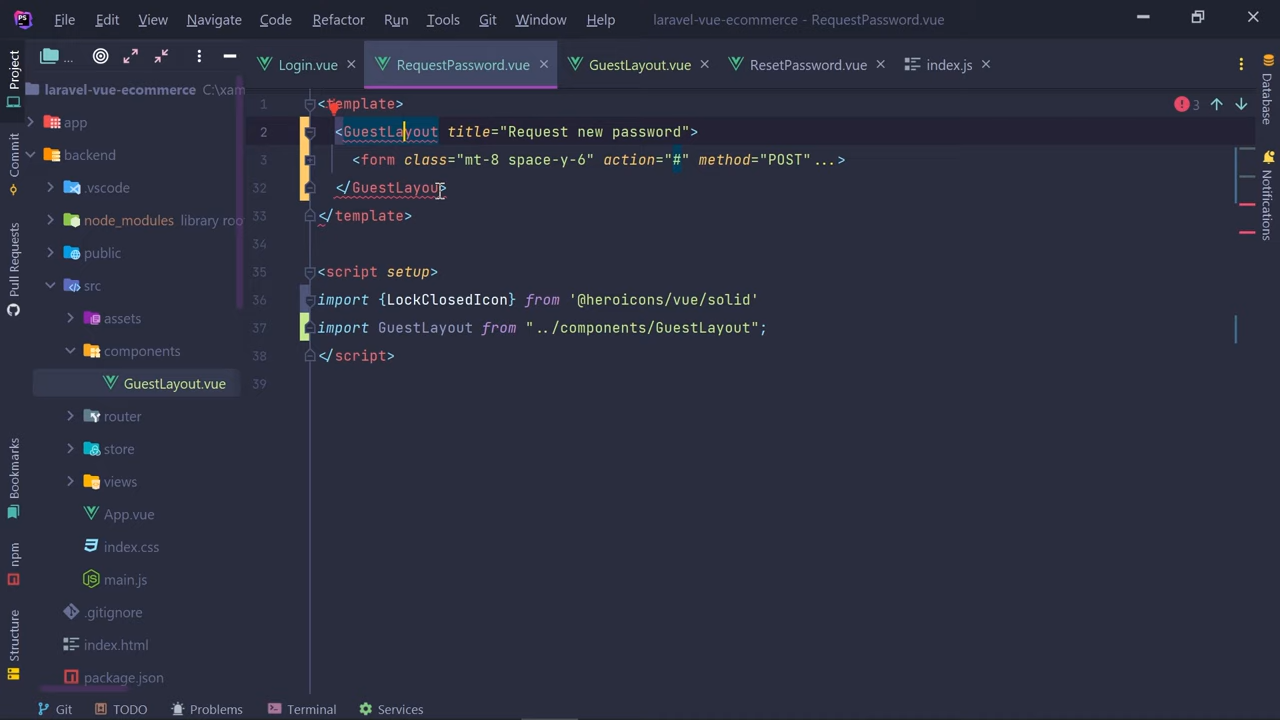 File Edit View Navigate Code Refactor Run Tools Git Window Help laravel-vue-ecommerce - RequestPassword.vue
... Login.vue RequestPassword.vue GuestLayout.vue ResetPassword.vue index.js
Project
Commit
Pull Requests
Bookmarks
npm
Structure
laravel-vue-ecommerce C:\xam
app
backend
.vscode
node_modules library roo
public
src
assets
components
GuestLayout.vue
router
store
views
App.vue
index.css
main.js
.gitignore
index.html
package.json
1 <template>
2 <GuestLayout title="Request new password">
3 <form class="mt-8 space-y-6" action="#" method="POST"...>
32 </GuestLayou>
33 </template>
34
35 <script setup>
36 import {LockClosedIcon} from '@heroicons/vue/solid'
37 import GuestLayout from "../components/GuestLayout";
38 </script>
39
3
Database
Notifications
Git TODO Problems Terminal Services